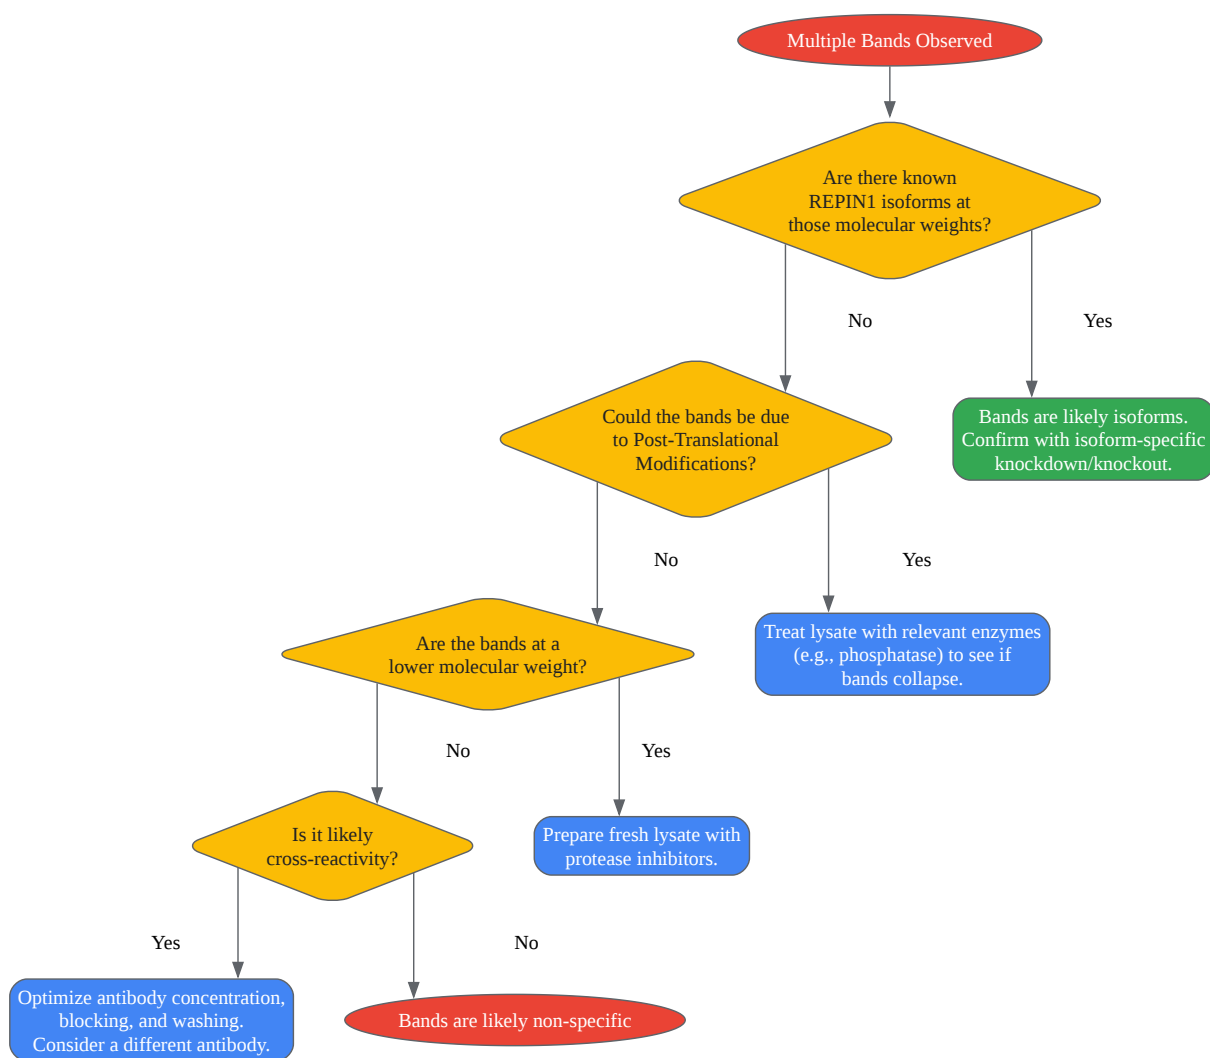 Multiple Bands Observed
Are there known
REPIN1 isoforms at
those molecular weights?
No
Yes
Could the bands be due
to Post-Translational
Modifications?
Bands are likely isoforms.
Confirm with isoform-specific
knockdown/knockout.
No
Yes
Are the bands at a
lower molecular weight?
Treat lysate with relevant enzymes
(e.g., phosphatase) to see if
bands collapse.
No
Yes
Is it likely
cross-reactivity?
Prepare fresh lysate with
protease inhibitors.
Yes
No
Optimize antibody concentration,
blocking, and washing.
Consider a different antibody.
Bands are likely non-specific